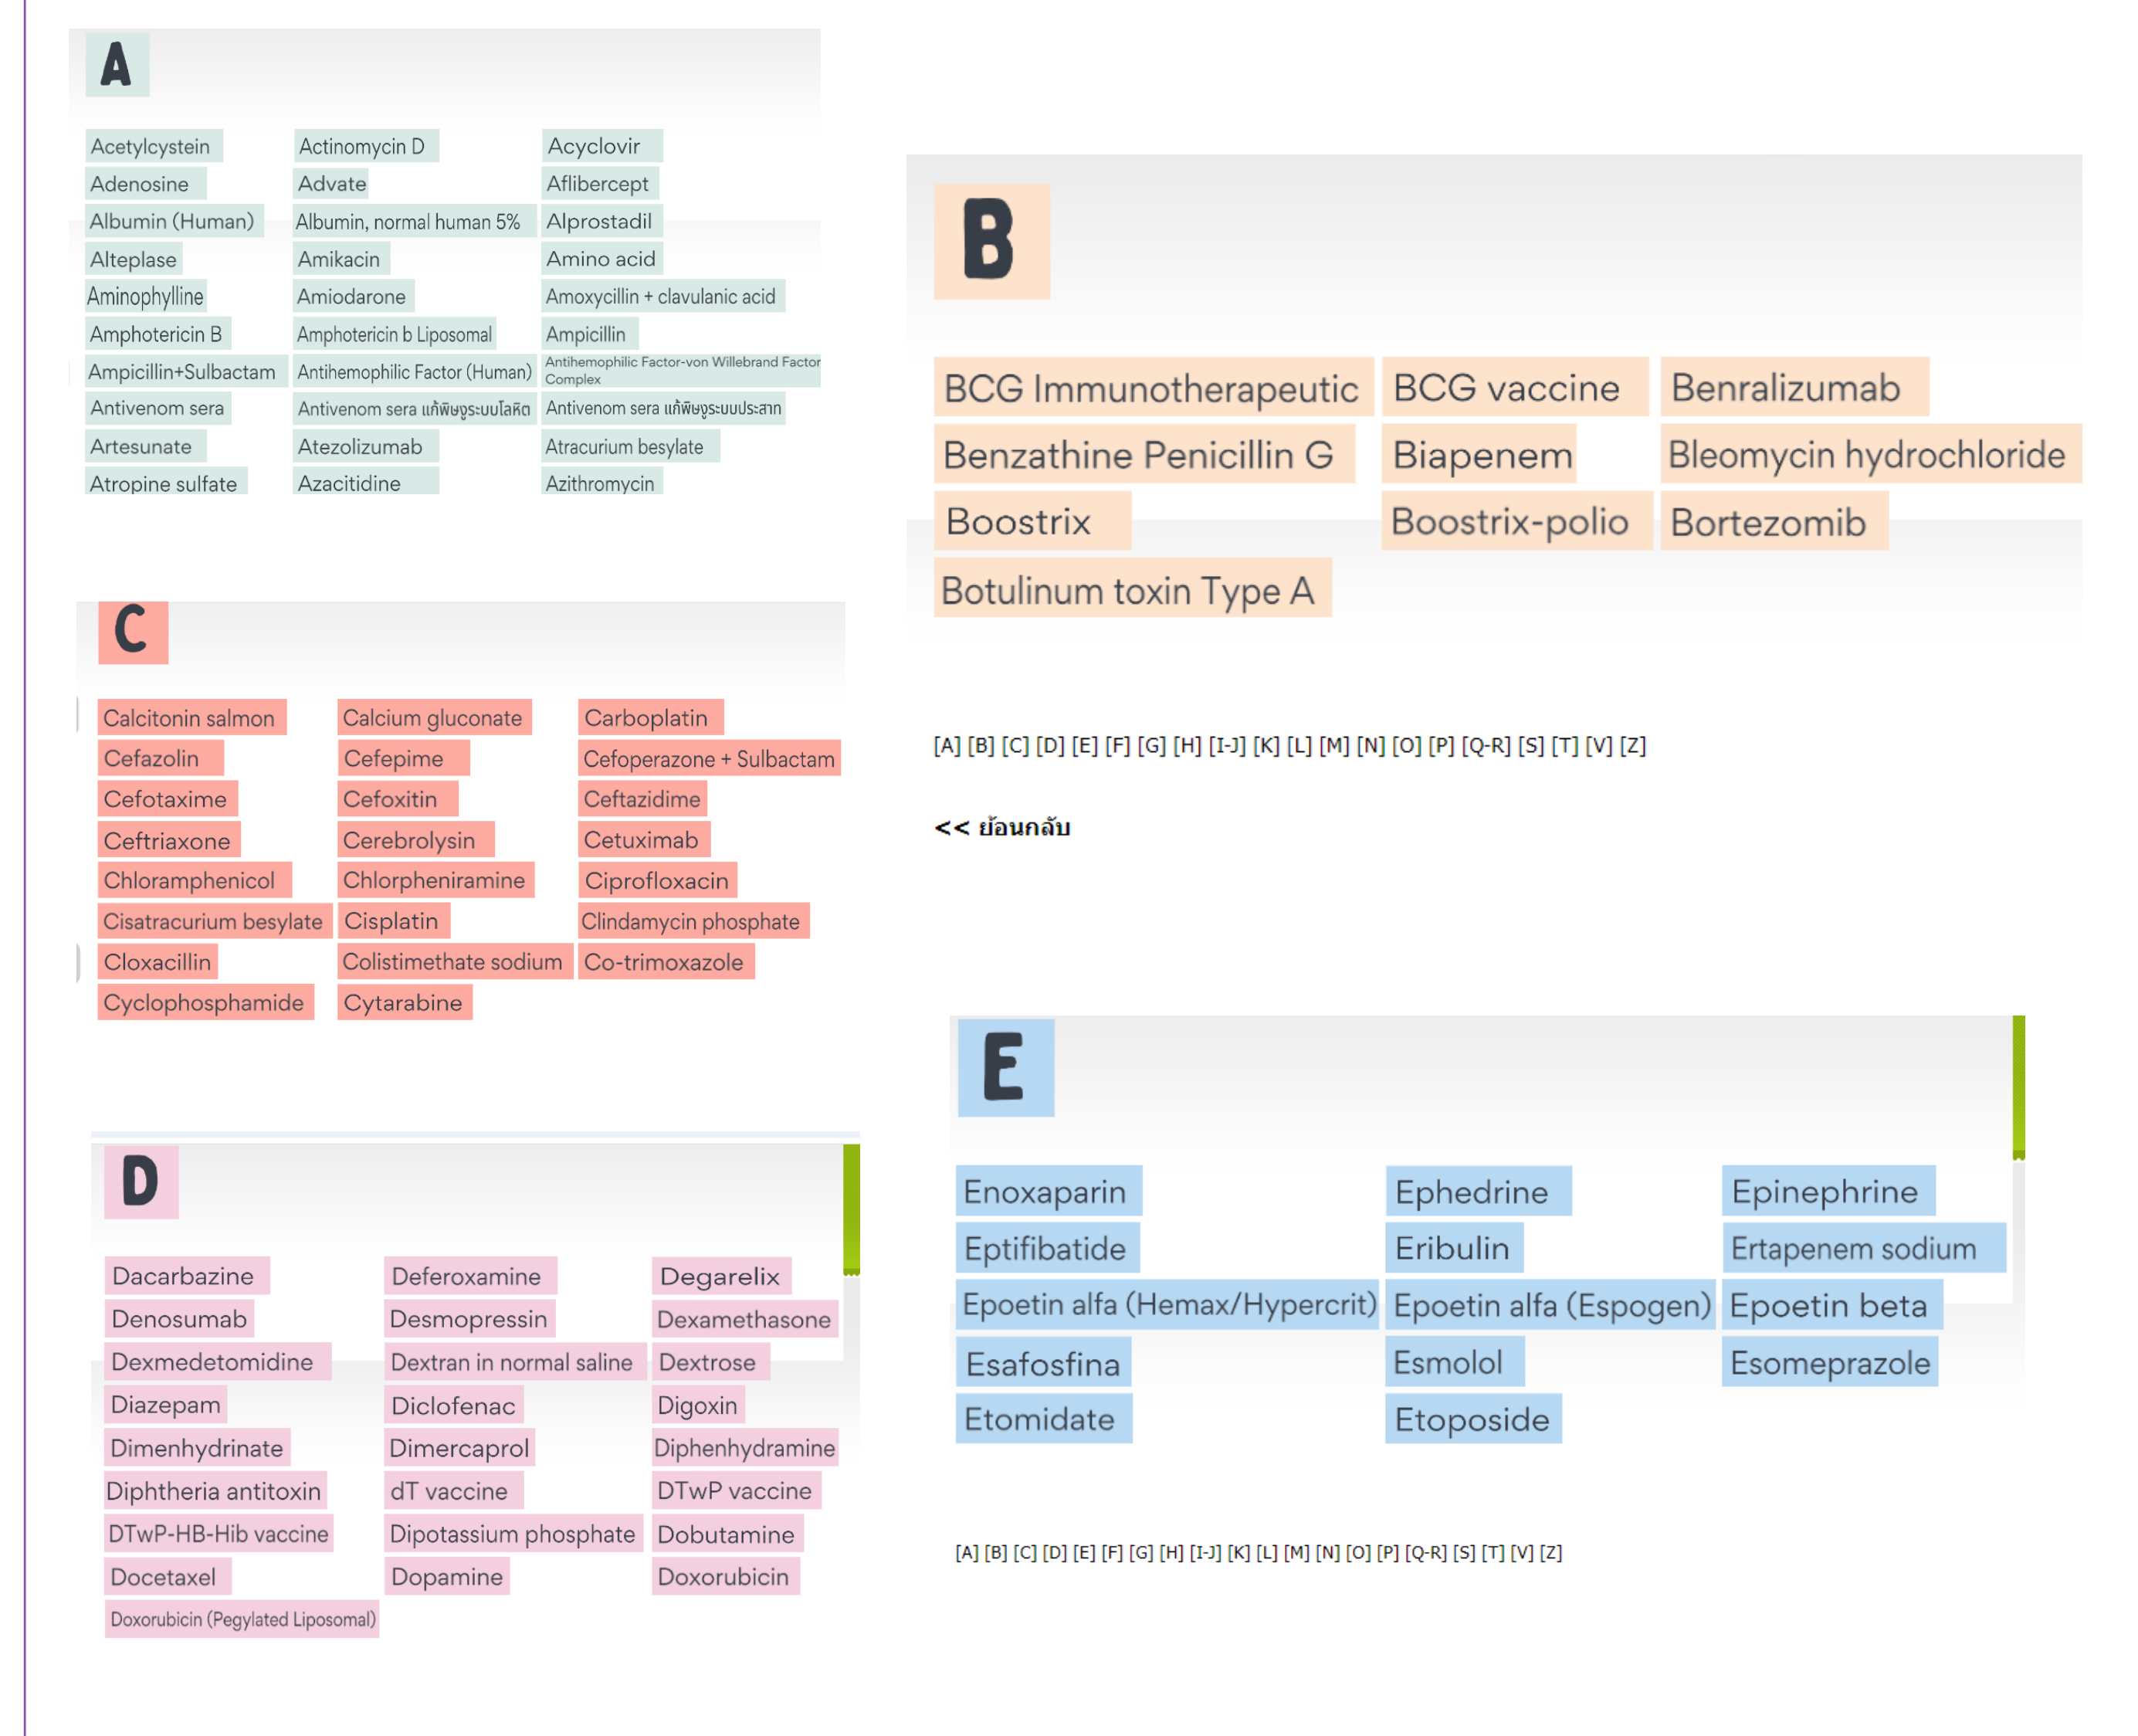 A
Acetylcystein Actinomycin D Acyclovir
Adenosine Advate Aflibercept
Albumin (Human) Albumin, normal human 5% Alprostadil
Alteplase Amikacin Amino acid
Aminophylline Amiodarone Amoxycillin + clavulanic acid
Amphotericin B Amphotericin b Liposomal Ampicillin
Ampicillin+Sulbactam Antihemophilic Factor (Human) Antihemophilic Factor-von Willebrand Factor Complex
Antivenom sera Antivenom sera แก้พิษงูระบบโลหิต Antivenom sera แก้พิษงูระบบประสาท
Artesunate Atezolizumab Atracurium besylate
Atropine sulfate Azacitidine Azithromycin
B
BCG Immunotherapeutic BCG vaccine Benralizumab
Benzathine Penicillin G Biapenem Bleomycin hydrochloride
Boostrix Boostrix-polio Bortezomib
Botulinum toxin Type A
[A] [B] [C] [D] [E] [F] [G] [H] [I-J] [K] [L] [M] [N] [O] [P] [Q-R] [S] [T] [V] [Z]
<< ย้อนกลับ
C
Calcitonin salmon Calcium gluconate Carboplatin
Cefazolin Cefepime Cefoperazone + Sulbactam
Cefotaxime Cefoxitin Ceftazidime
Ceftriaxone Cerebrolysin Cetuximab
Chloramphenicol Chlorpheniramine Ciprofloxacin
Cisatracurium besylate Cisplatin Clindamycin phosphate
Cloxacillin Colistimethate sodium Co-trimoxazole
Cyclophosphamide Cytarabine
D
Dacarbazine Deferoxamine Degarelix
Denosumab Desmopressin Dexamethasone
Dexmedetomidine Dextran in normal saline Dextrose
Diazepam Diclofenac Digoxin
Dimenhydrinate Dimercaprol Diphenhydramine
Diphtheria antitoxin dT vaccine DTwP vaccine
DTwP-HB-Hib vaccine Dipotassium phosphate Dobutamine
Docetaxel Dopamine Doxorubicin
Doxorubicin (Pegylated Liposomal)
E
Enoxaparin Ephedrine Epinephrine
Eptifibatide Eribulin Ertapenem sodium
Epoetin alfa (Hemax/Hypercrit) Epoetin alfa (Espogen) Epoetin beta
Esafosfina Esmolol Esomeprazole
Etomidate Etoposide
[A] [B] [C] [D] [E] [F] [G] [H] [I-J] [K] [L] [M] [N] [O] [P] [Q-R] [S] [T] [V] [Z]